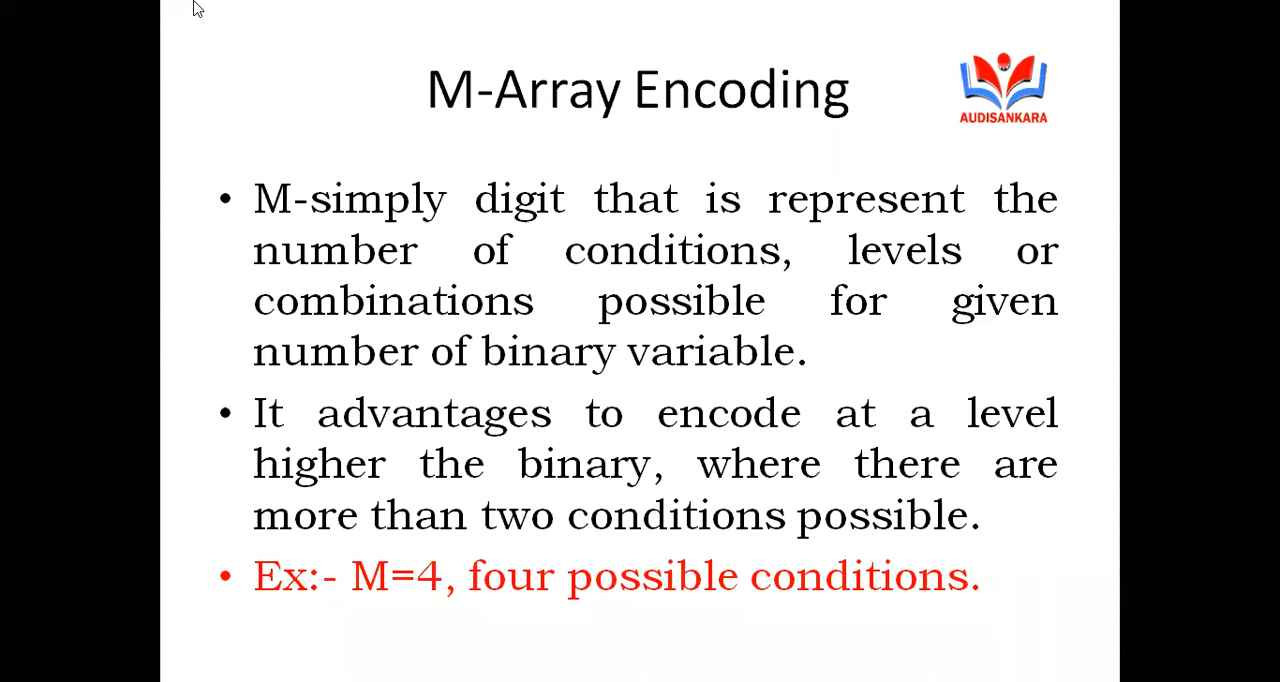 M-Array Encoding
AUDISANKARA
• M-simply digit that is represent the
number of conditions, levels or
combinations possible for given
number of binary variable.
• It advantages to encode at a level
higher the binary, where there are
more than two conditions possible.
• Ex:- M=4, four possible conditions.